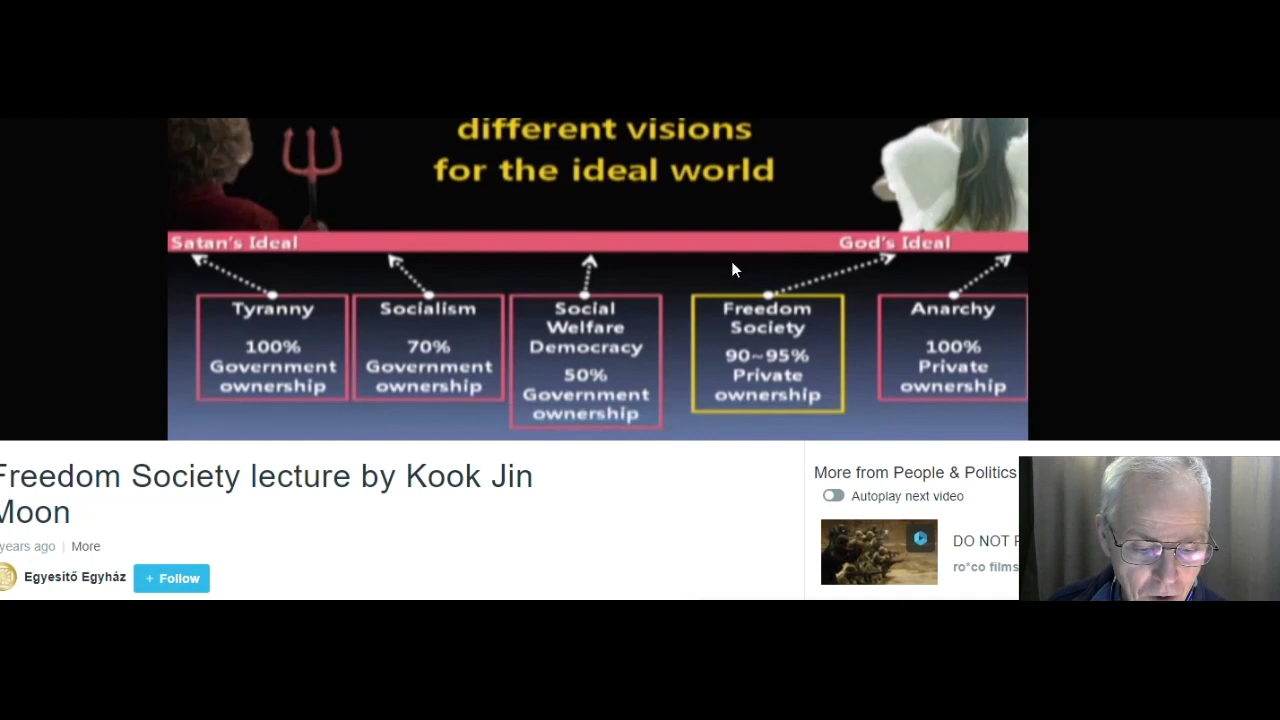 different visions
for the ideal world
Satan's Ideal
God's Ideal
Tyranny
100%
Government
ownership
Socialism
70%
Government
ownership
Social
Welfare
Democracy
50%
Government
ownership
Freedom
Society
90~95%
Private
ownership
Anarchy
100%
Private
ownership
Freedom Society lecture by Kook Jin
Moon
years ago | More
Egyesítő Egyház
+ Follow
More from People & Politics
Autoplay next video
DO NOT
ro*co films